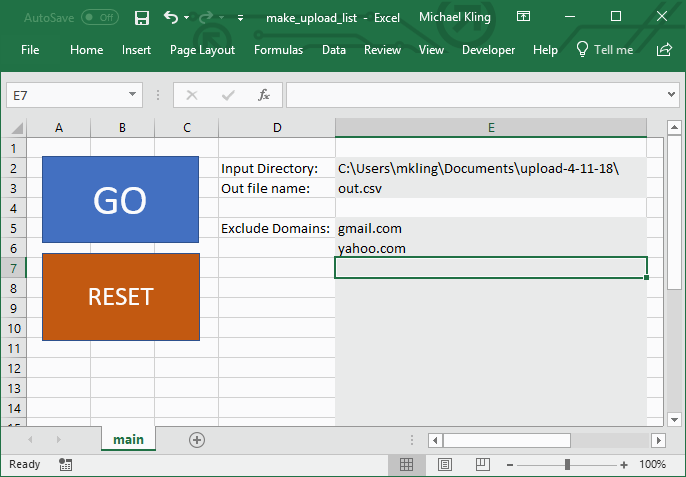 AutoSave Off make_upload_list - Excel Michael Kling
File Home Insert Page Layout Formulas Data Review View Developer Help Tell me
E7 fx
A B C D E
1
2 Input Directory: C:\Users\mkling\Documents\upload-4-11-18\
3 Out file name: out.csv
GO
4
5 Exclude Domains: gmail.com
6 yahoo.com
7
8
RESET
9
10
11
12
13
14
main
Ready 100%